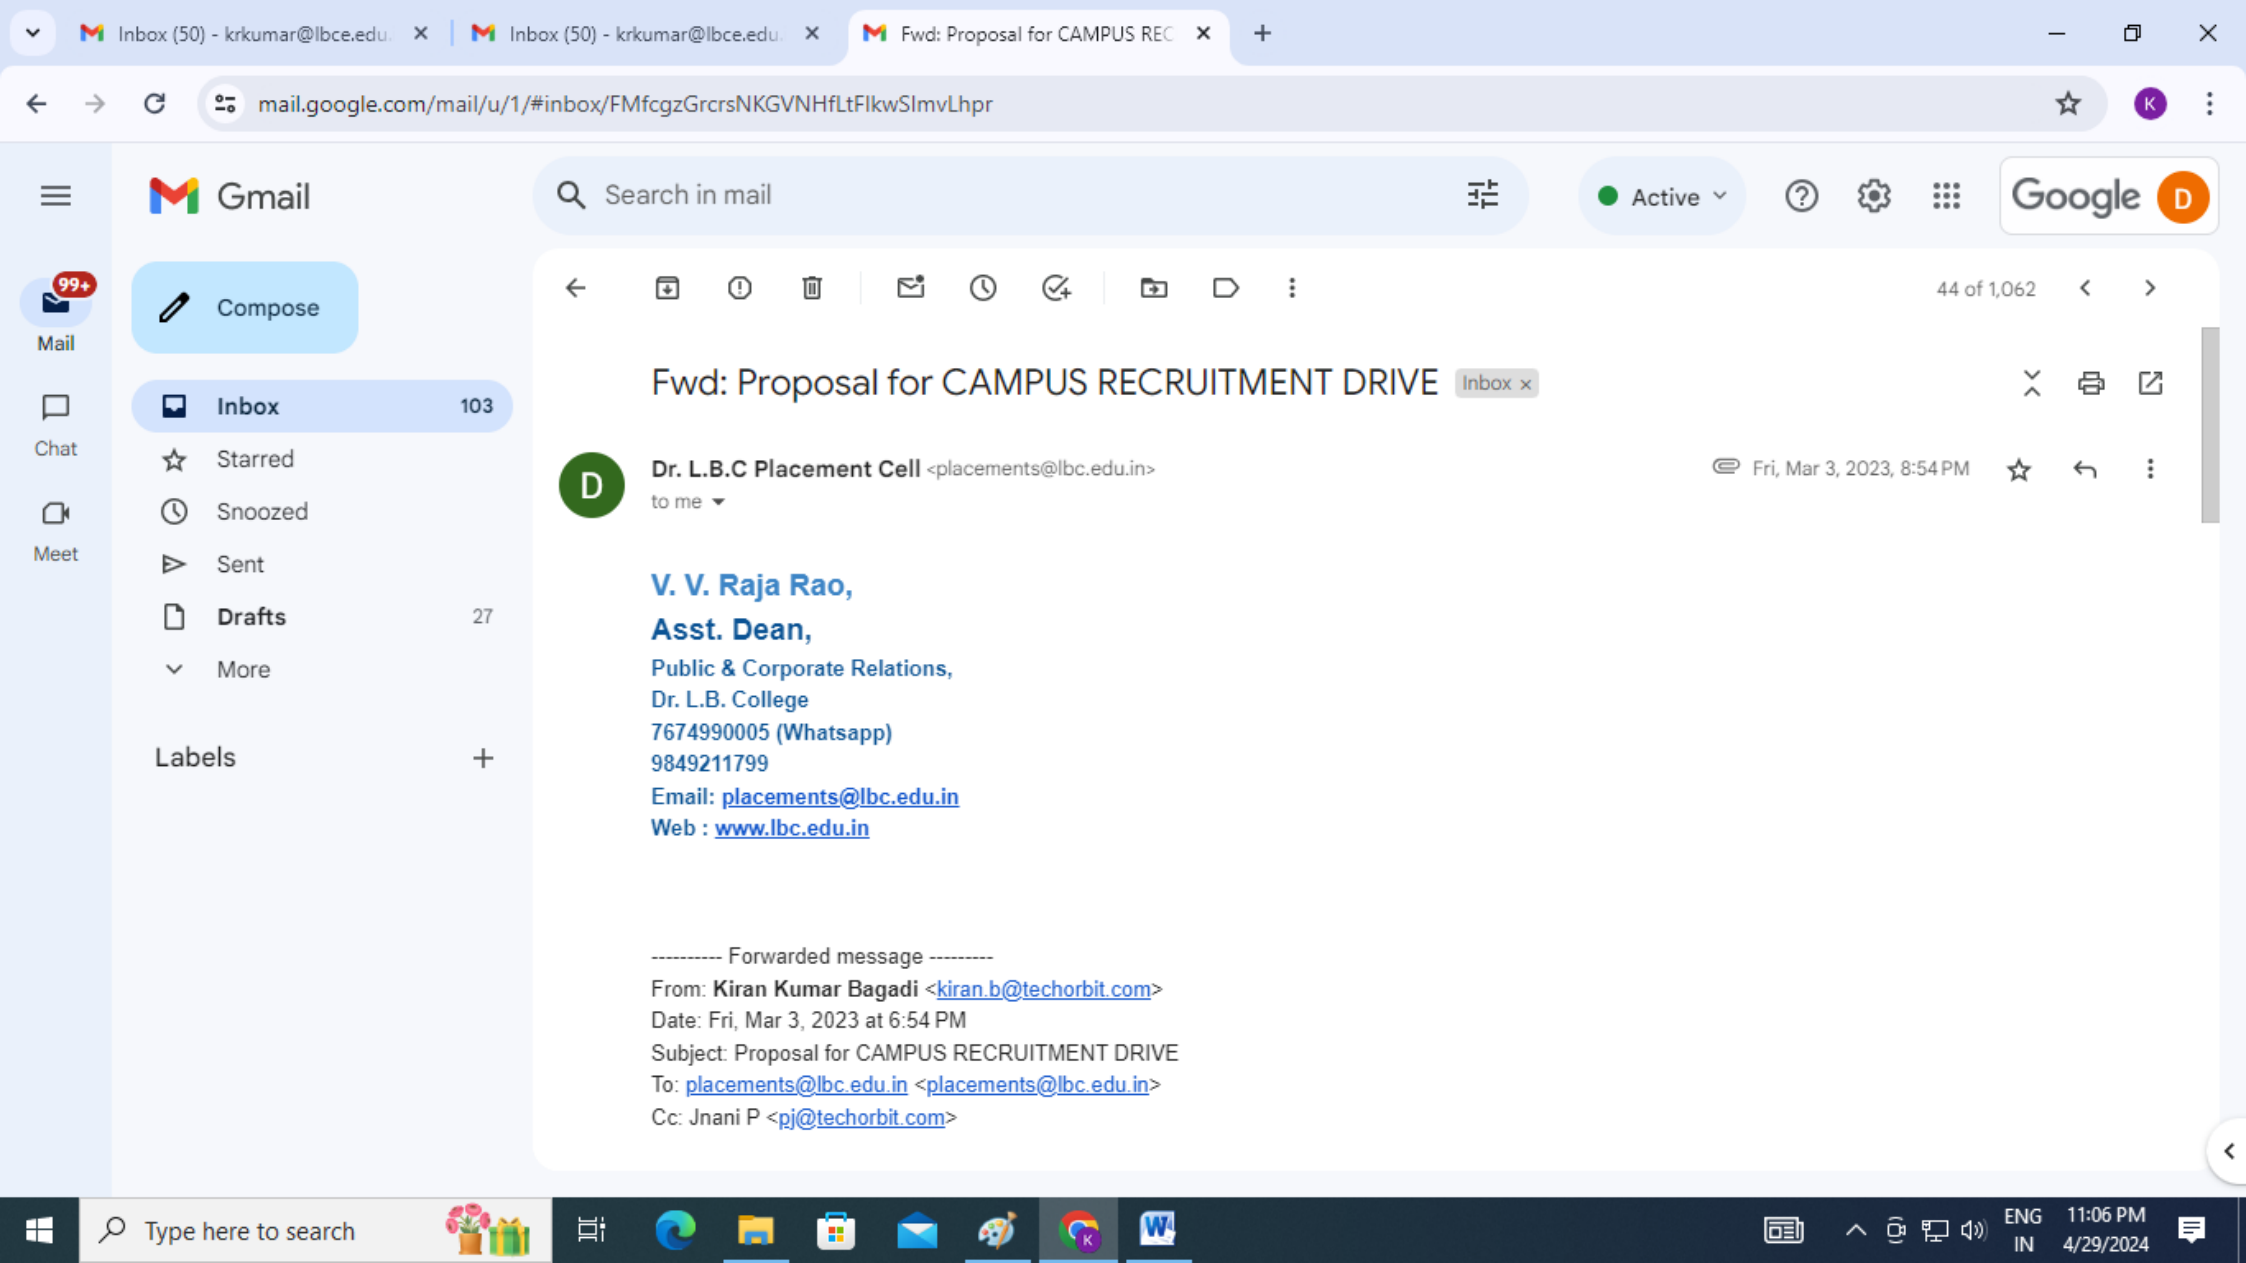 Inbox (50) - krkumar@lbce.edu.
Inbox (50) - krkumar@lbce.edu.
Fwd: Proposal for CAMPUS REC
mail.google.com/mail/u/1/#inbox/FMfcgzGrcrsNKGVNHfLtFlkwSlmvLhpr
K
Gmail
Search in mail
Active
Google
D
99+
Mail
Chat
Meet
Compose
Inbox 103
Starred
Snoozed
Sent
Drafts 27
More
Labels
44 of 1,062
Fwd: Proposal for CAMPUS RECRUITMENT DRIVE Inbox x
D
Dr. L.B.C Placement Cell <placements@lbc.edu.in>
Fri, Mar 3, 2023, 8:54 PM
to me
V. V. Raja Rao,
Asst. Dean,
Public & Corporate Relations,
Dr. L.B. College
7674990005 (Whatsapp)
9849211799
Email: placements@lbc.edu.in
Web : www.lbc.edu.in
---------- Forwarded message ---------
From: Kiran Kumar Bagadi <kiran.b@techorbit.com>
Date: Fri, Mar 3, 2023 at 6:54 PM
Subject: Proposal for CAMPUS RECRUITMENT DRIVE
To: placements@lbc.edu.in <placements@lbc.edu.in>
Cc: Jnani P <pj@techorbit.com>
Type here to search
K
W
ENG
IN
11:06 PM
4/29/2024